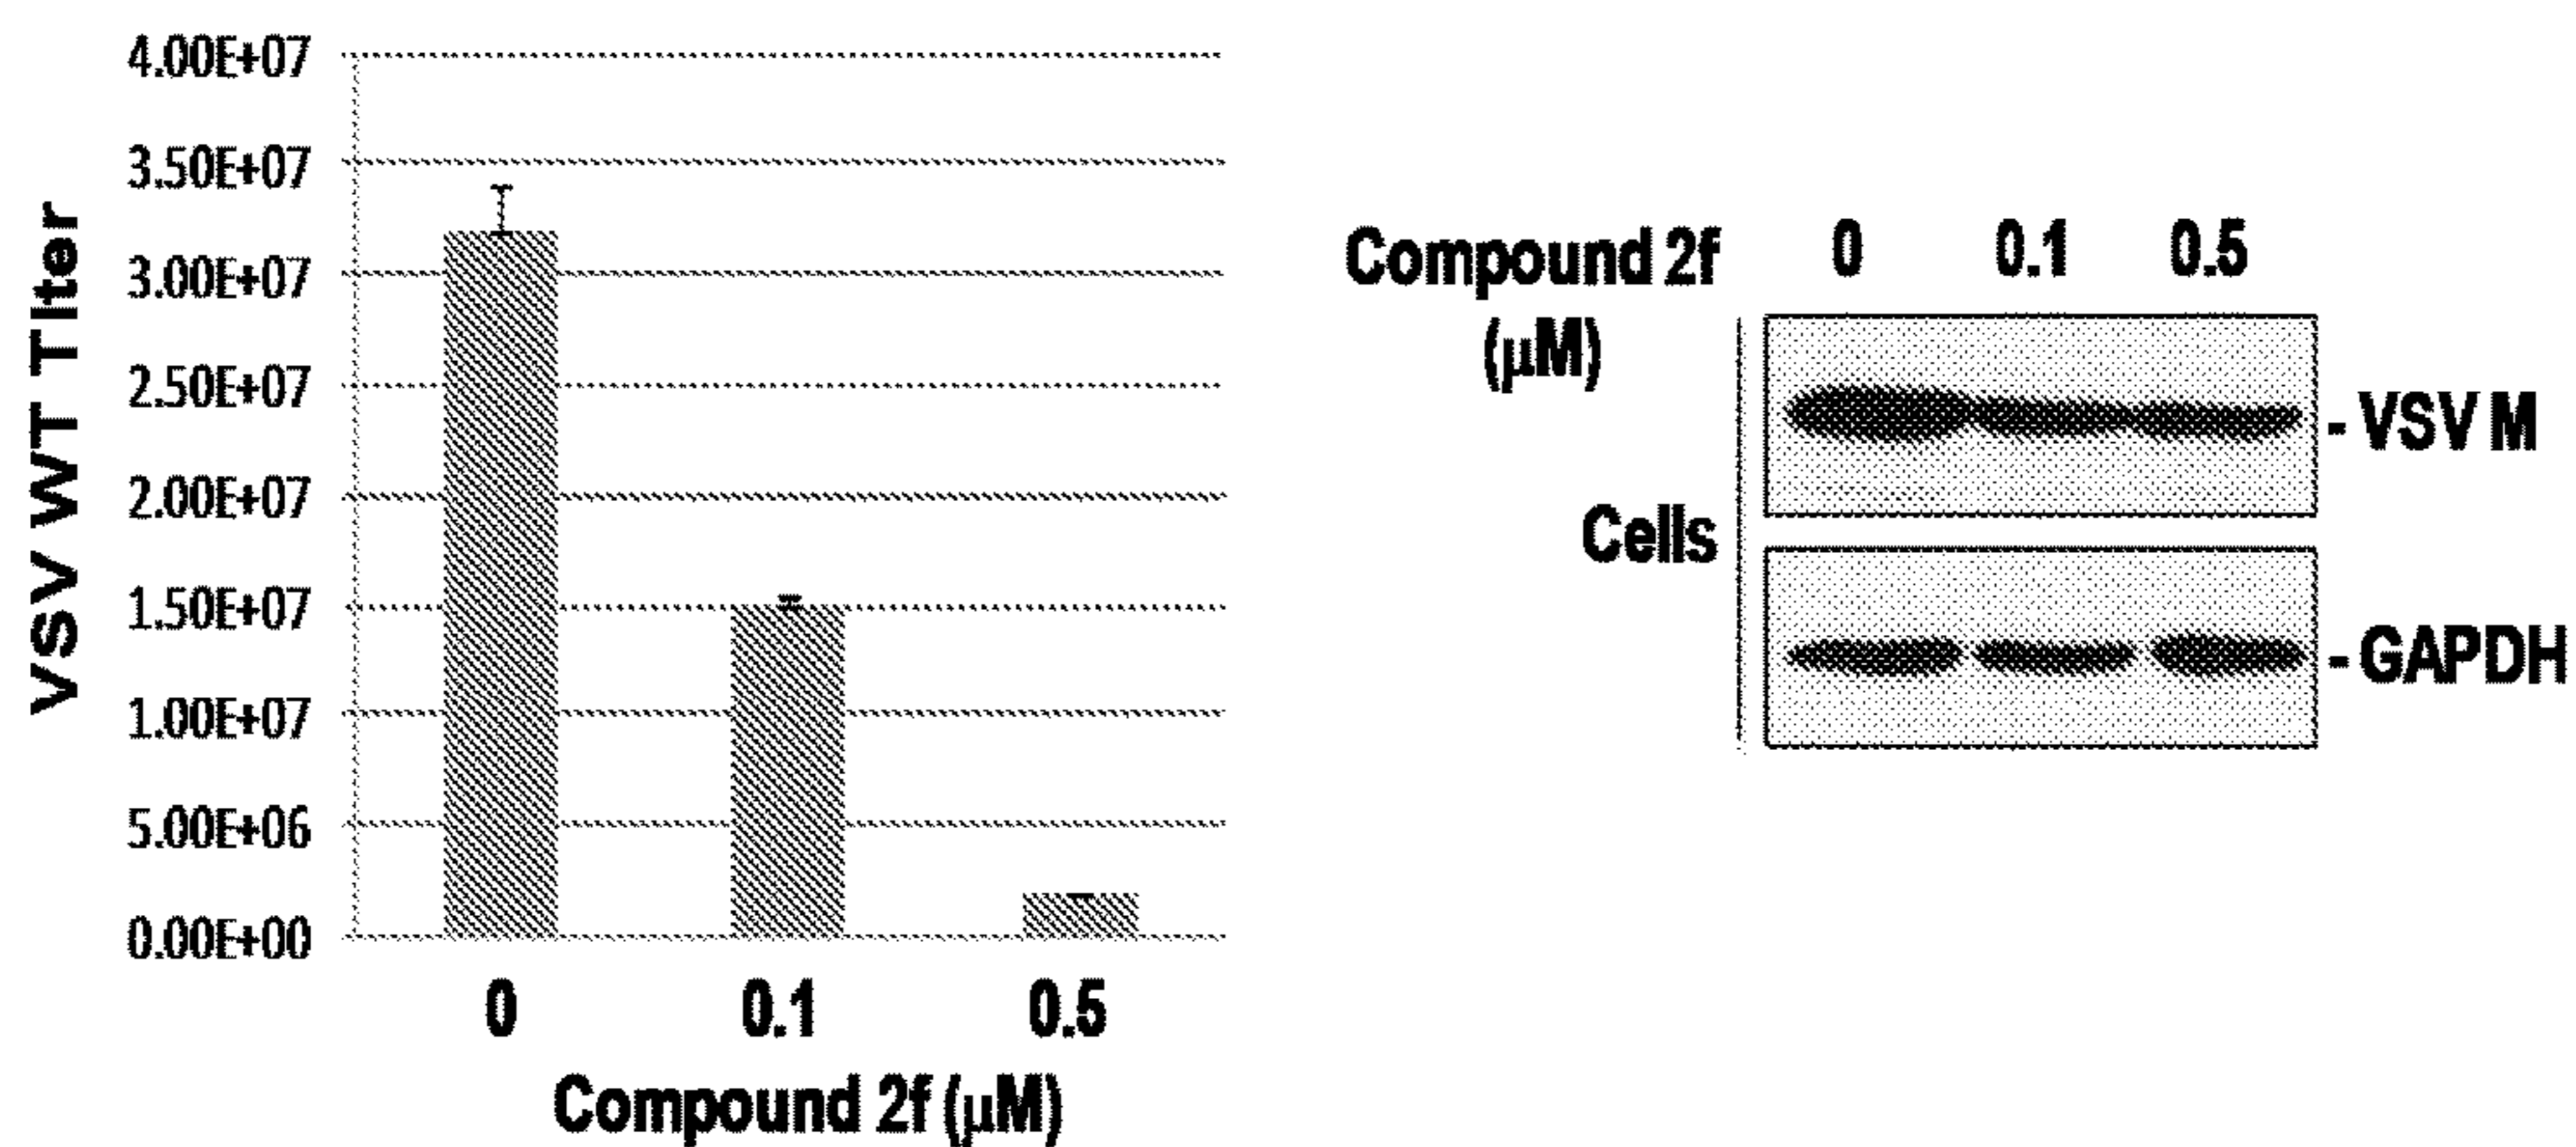 4.00E+07
3.50E+07
3.00E+07
2.50E+07
2.00E+07
1.50E+07
1.00E+07
5.00E+06
0.00E+00
VSV WT TIter
0 0.1 0.5
Compound 2f (μM)
Compound 2f 0 0.1 0.5
(μM)
- VSV M
Cells
- GAPDH